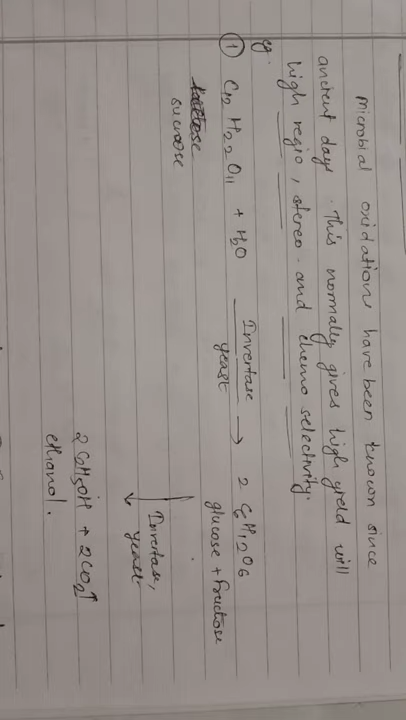 Microbial oxidations have been known since
ancient days. This normally gives high yield will
high regio, stereo- and chemo selectivity.
eg.
① C12 H22 O11 + H2O Invertase yeast → 2 C6H12O6
sucrose glucose + fructose
Invertase,
yeast
2 C2H5OH + 2CO2↑
ethanol.